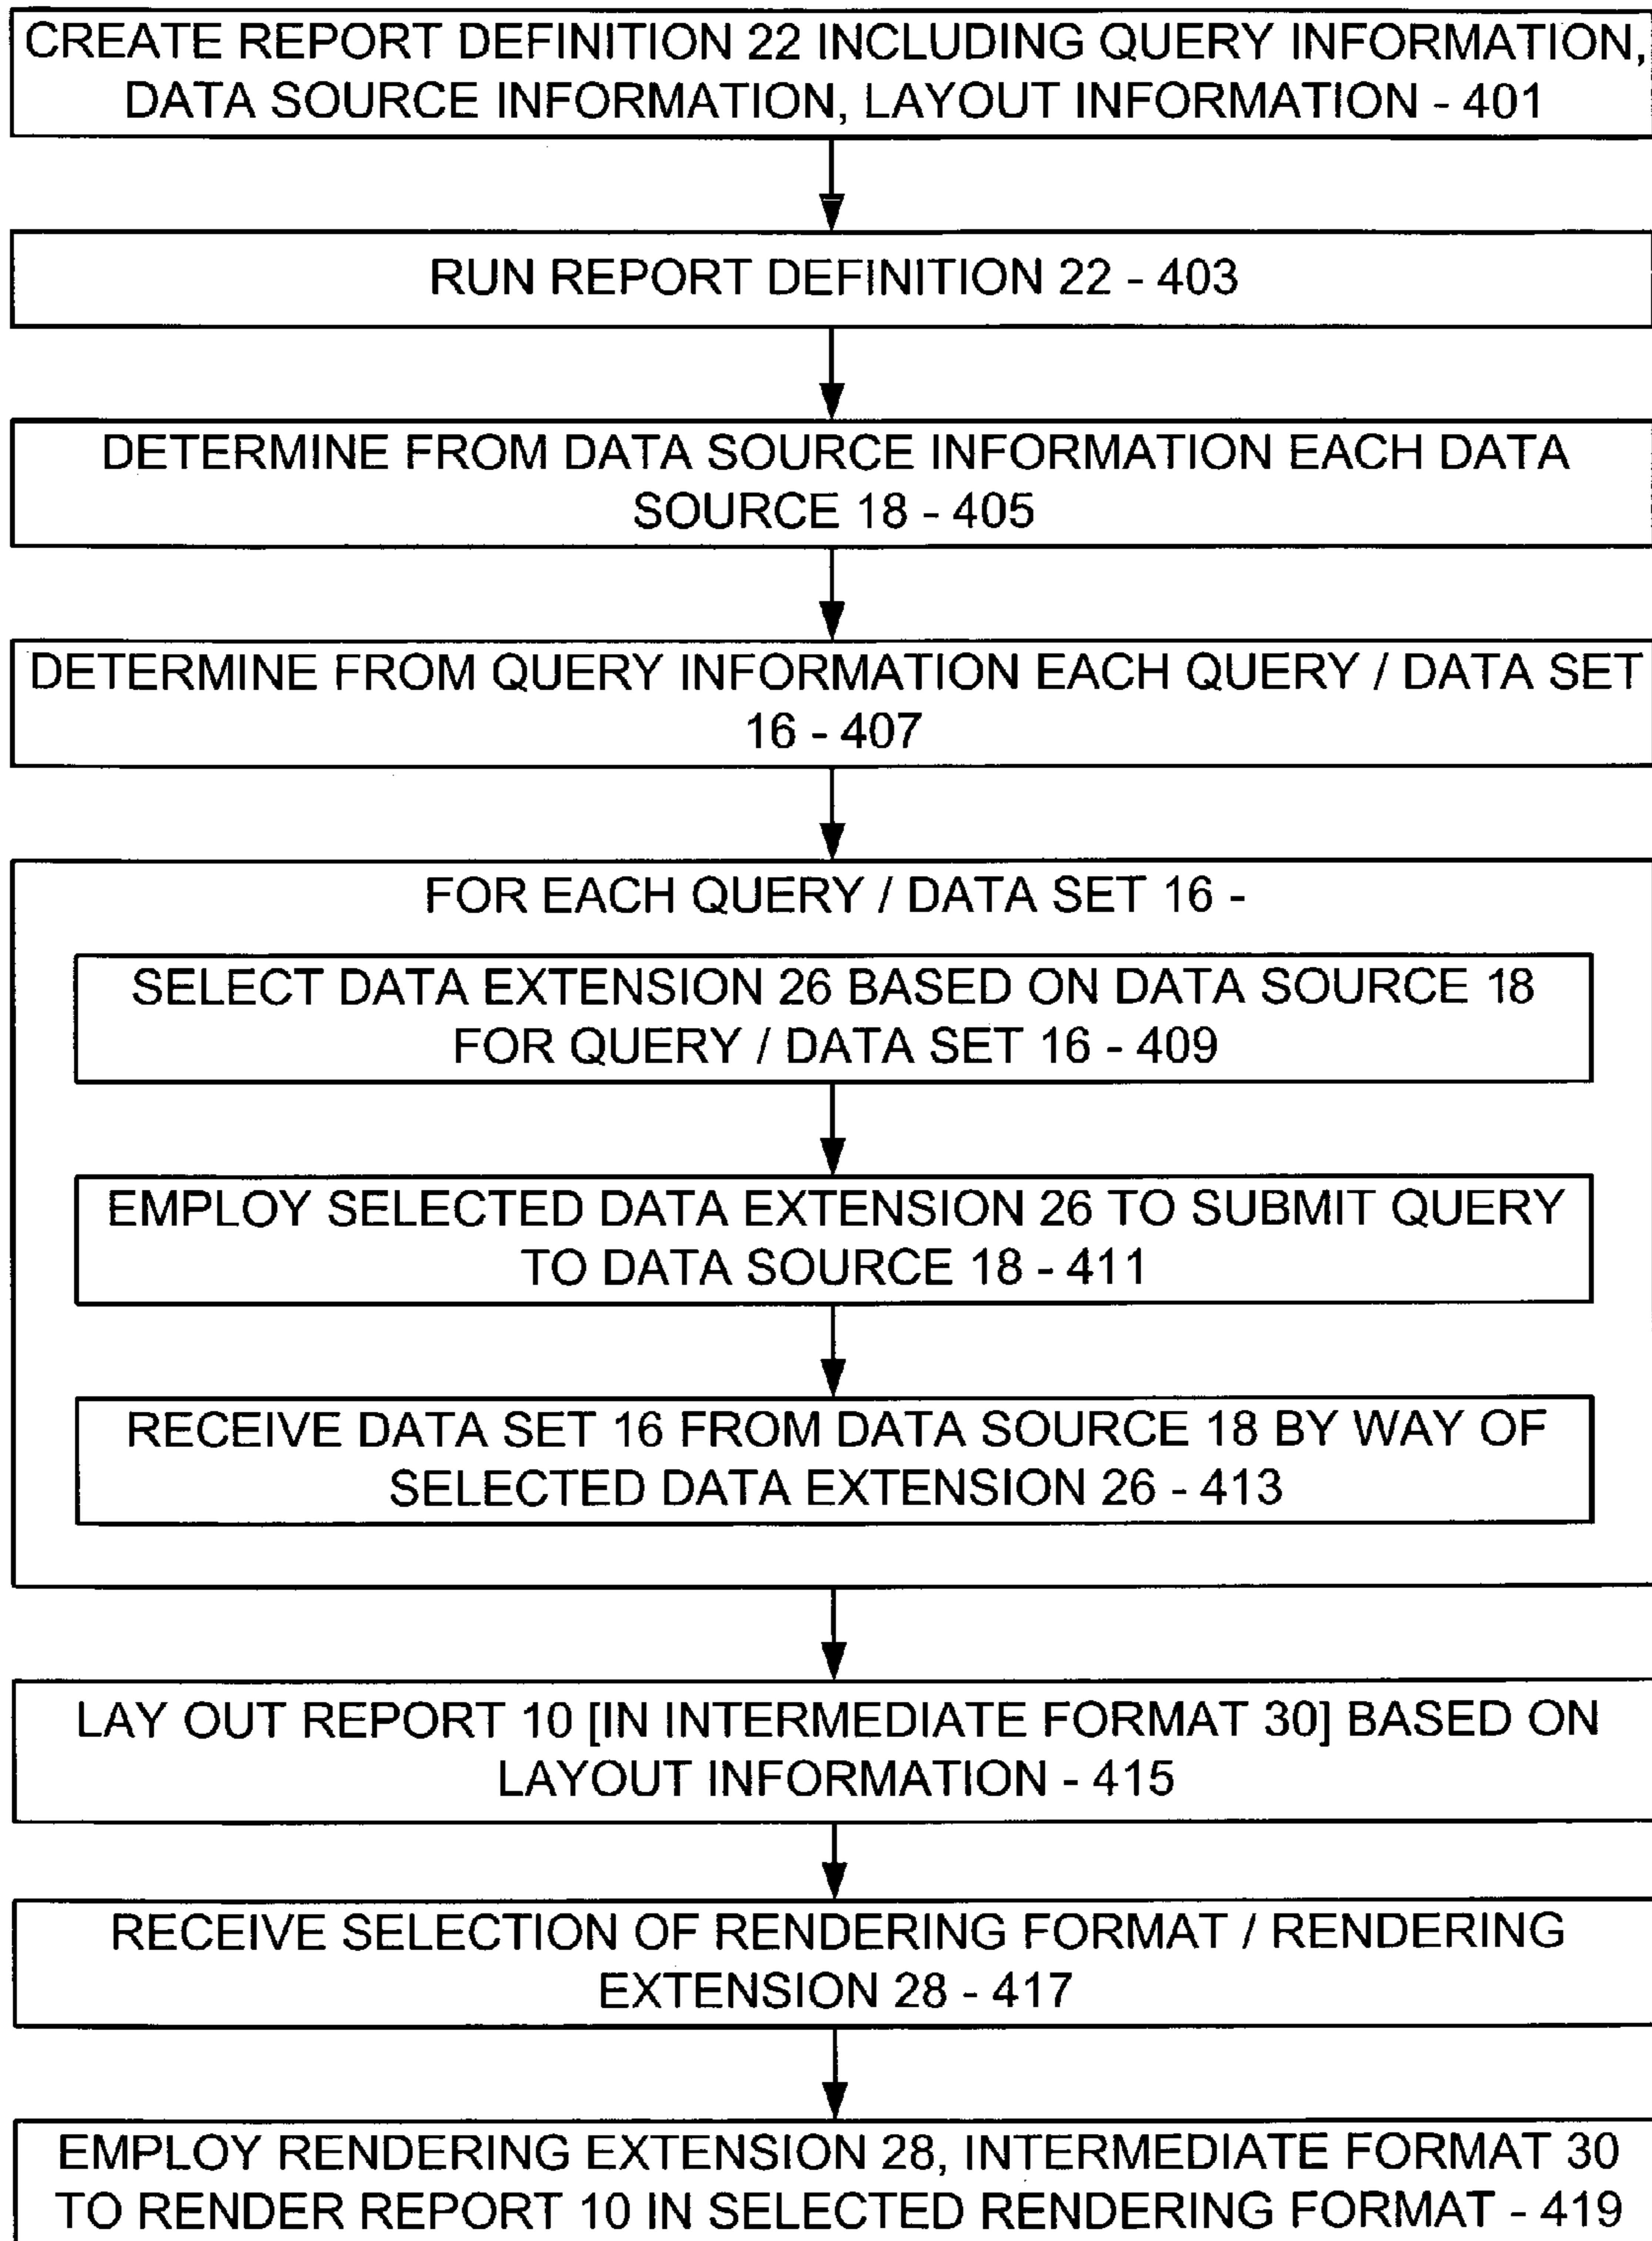 CREATE REPORT DEFINITION 22 INCLUDING QUERY INFORMATION,
DATA SOURCE INFORMATION, LAYOUT INFORMATION - 401
RUN REPORT DEFINITION 22 - 403
DETERMINE FROM DATA SOURCE INFORMATION EACH DATA
SOURCE 18 - 405
DETERMINE FROM QUERY INFORMATION EACH QUERY / DATA SET
16 - 407
FOR EACH QUERY / DATA SET 16 -
SELECT DATA EXTENSION 26 BASED ON DATA SOURCE 18
FOR QUERY / DATA SET 16 - 409
EMPLOY SELECTED DATA EXTENSION 26 TO SUBMIT QUERY
TO DATA SOURCE 18 - 411
RECEIVE DATA SET 16 FROM DATA SOURCE 18 BY WAY OF
SELECTED DATA EXTENSION 26 - 413
LAY OUT REPORT 10 [IN INTERMEDIATE FORMAT 30] BASED ON
LAYOUT INFORMATION - 415
RECEIVE SELECTION OF RENDERING FORMAT / RENDERING
EXTENSION 28 - 417
EMPLOY RENDERING EXTENSION 28, INTERMEDIATE FORMAT 30
TO RENDER REPORT 10 IN SELECTED RENDERING FORMAT - 419